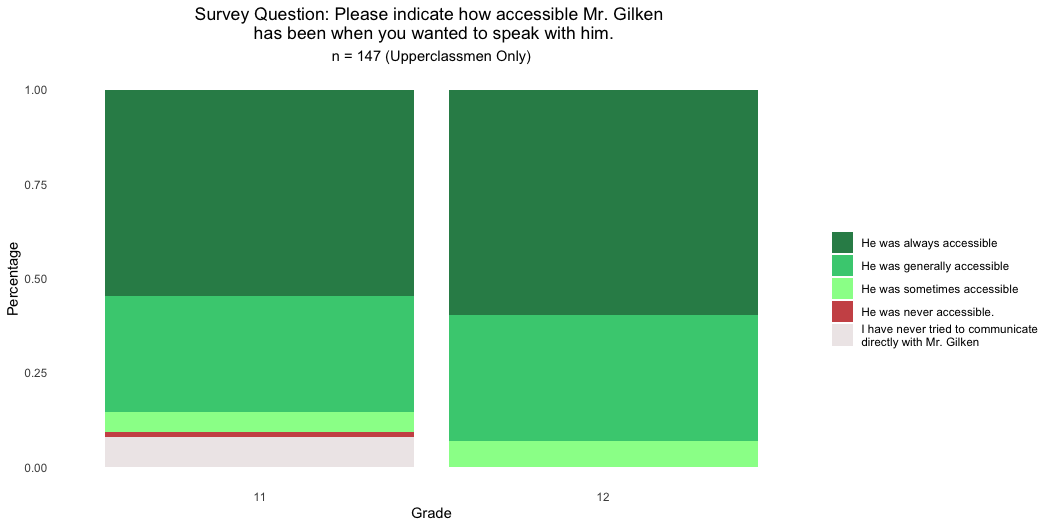 Survey Question: Please indicate how accessible Mr. Gilken
has been when you wanted to speak with him.
n = 147 (Upperclassmen Only)
1.00
0.75
0.50
0.25
0.00
Percentage
11
12
Grade
He was always accessible
He was generally accessible
He was sometimes accessible
He was never accessible.
I have never tried to communicate
directly with Mr. Gilken